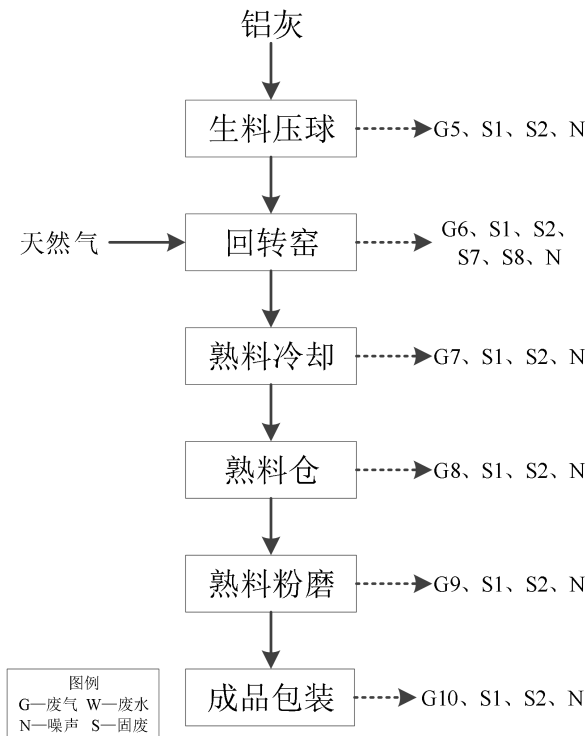 铝灰
生料压球
G5、S1、S2、N
天然气
回转窑
G6、S1、S2、
S7、S8、N
熟料冷却
G7、S1、S2、N
熟料仓
G8、S1、S2、N
熟料粉磨
G9、S1、S2、N
成品包装
G10、S1、S2、N
图例
G—废气 W—废水
N—噪声 S—固废